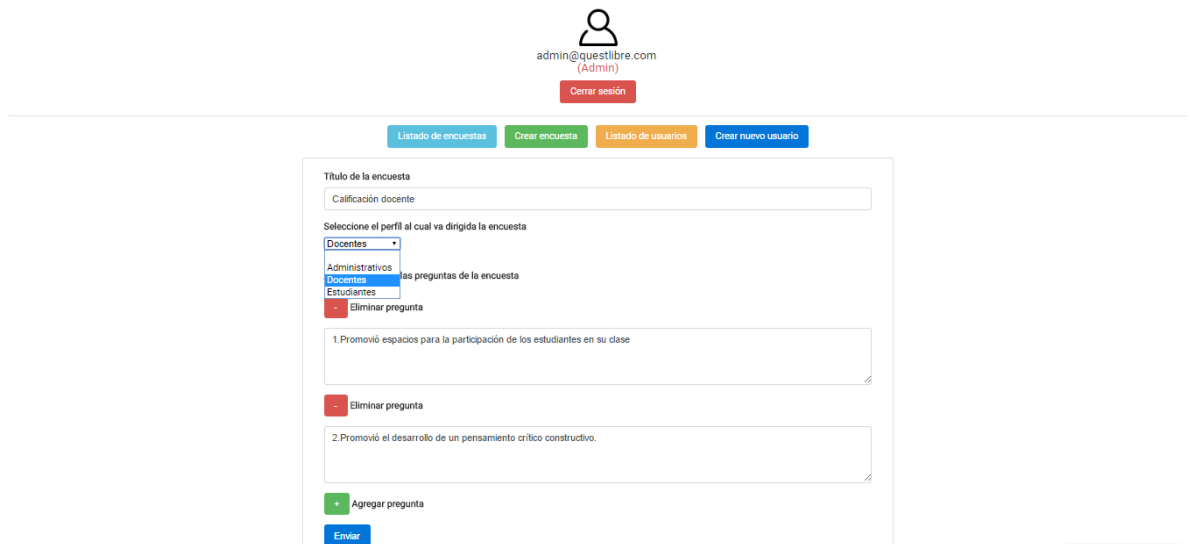 admin@questlibre.com
(Admin)
Cerrar sesión
Listado de encuestas Crear encuesta Listado de usuarios Crear nuevo usuario
Título de la encuesta
Calificación docente
Seleccione el perfíl al cual va dirigida la encuesta
Docentes
Administrativos
las preguntas de la encuesta
Docentes
Estudiantes
- Eliminar pregunta
1.Promovió espacios para la participación de los estudiantes en su clase
- Eliminar pregunta
2.Promovió el desarrollo de un pensamiento crítico constructivo.
+ Agregar pregunta
Enviar